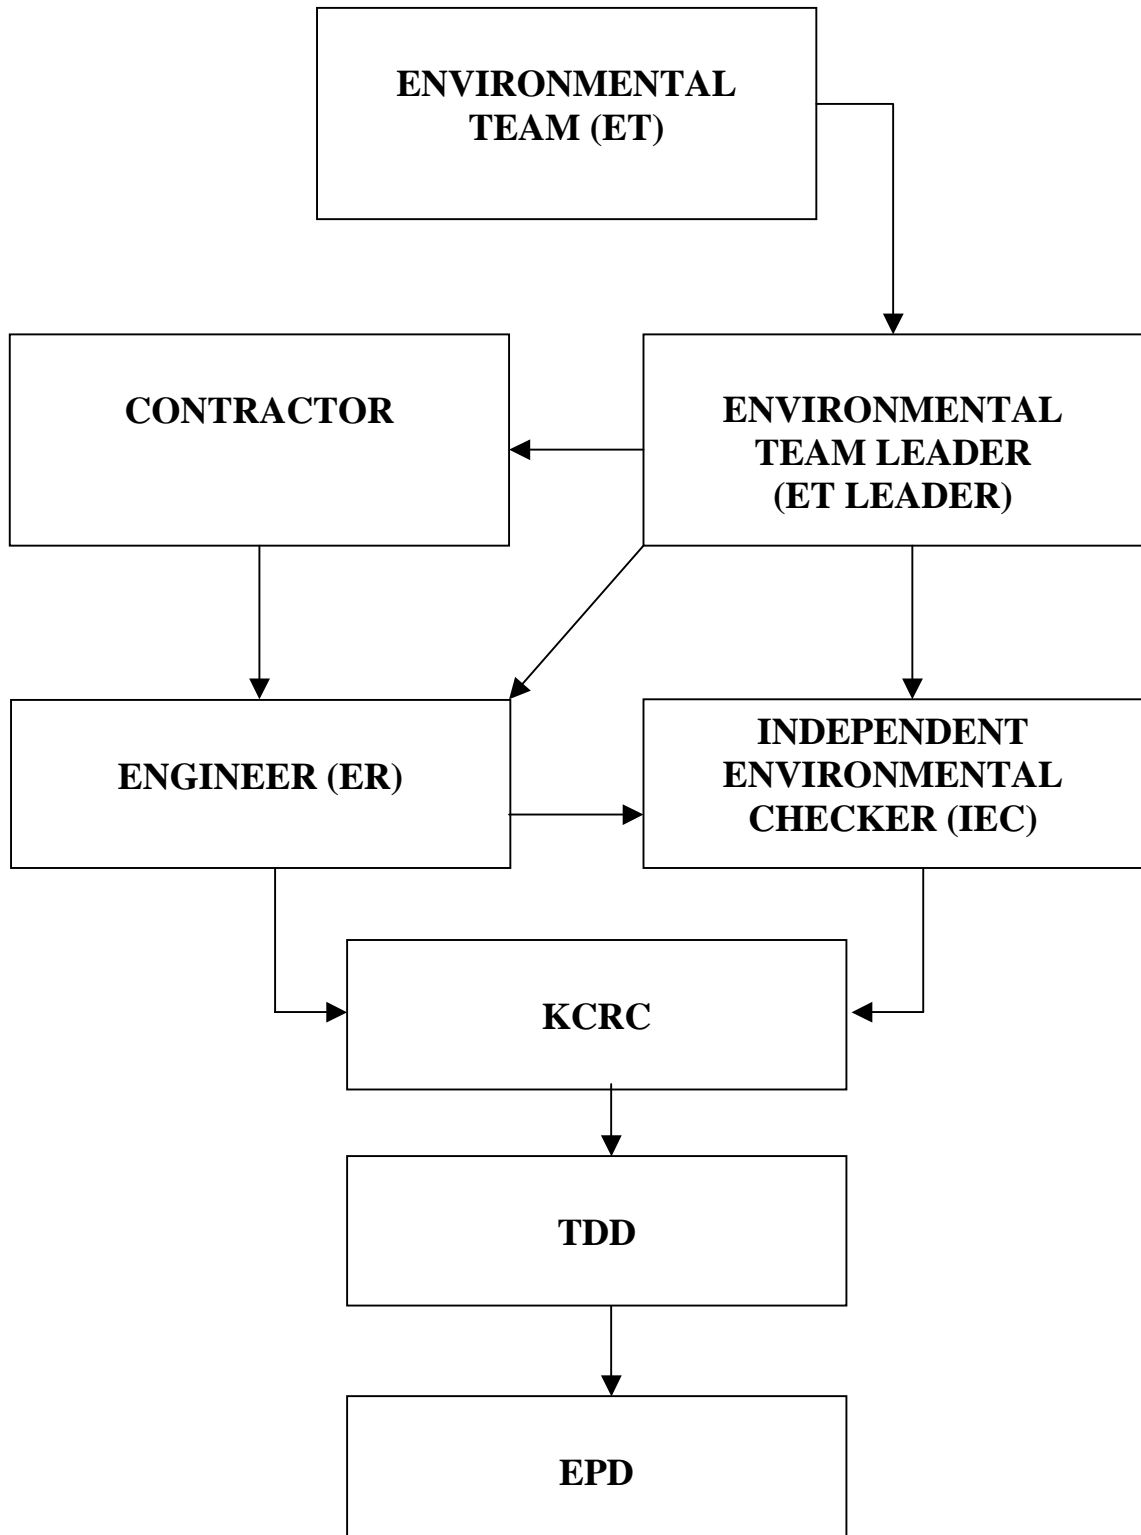 ENVIRONMENTAL
TEAM (ET)
CONTRACTOR
ENVIRONMENTAL
TEAM LEADER
(ET LEADER)
ENGINEER (ER)
INDEPENDENT
ENVIRONMENTAL
CHECKER (IEC)
KCRC
TDD
EPD